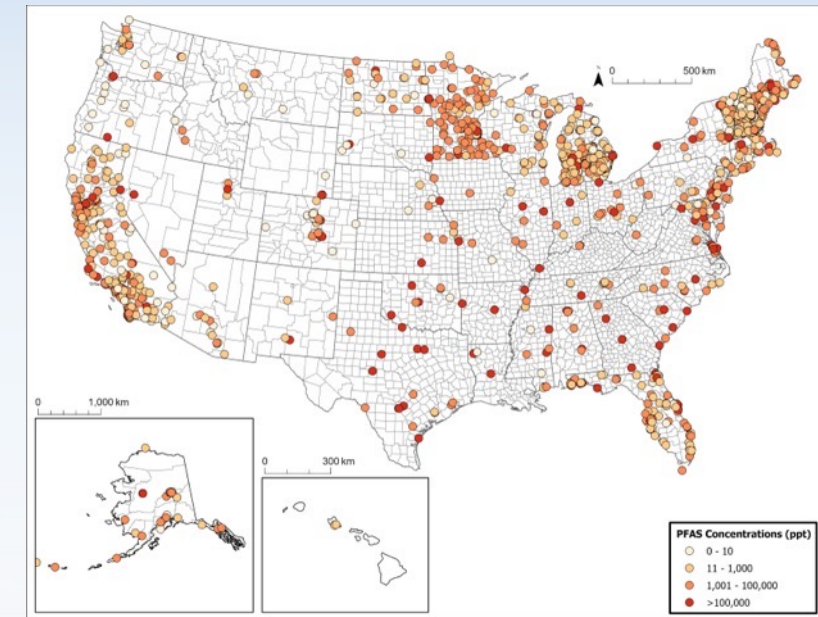 0 500 km
0 1,000 km
0 300 km
PFAS Concentrations (ppt)
0 - 10
11 - 1,000
1,001 - 100,000
>100,000